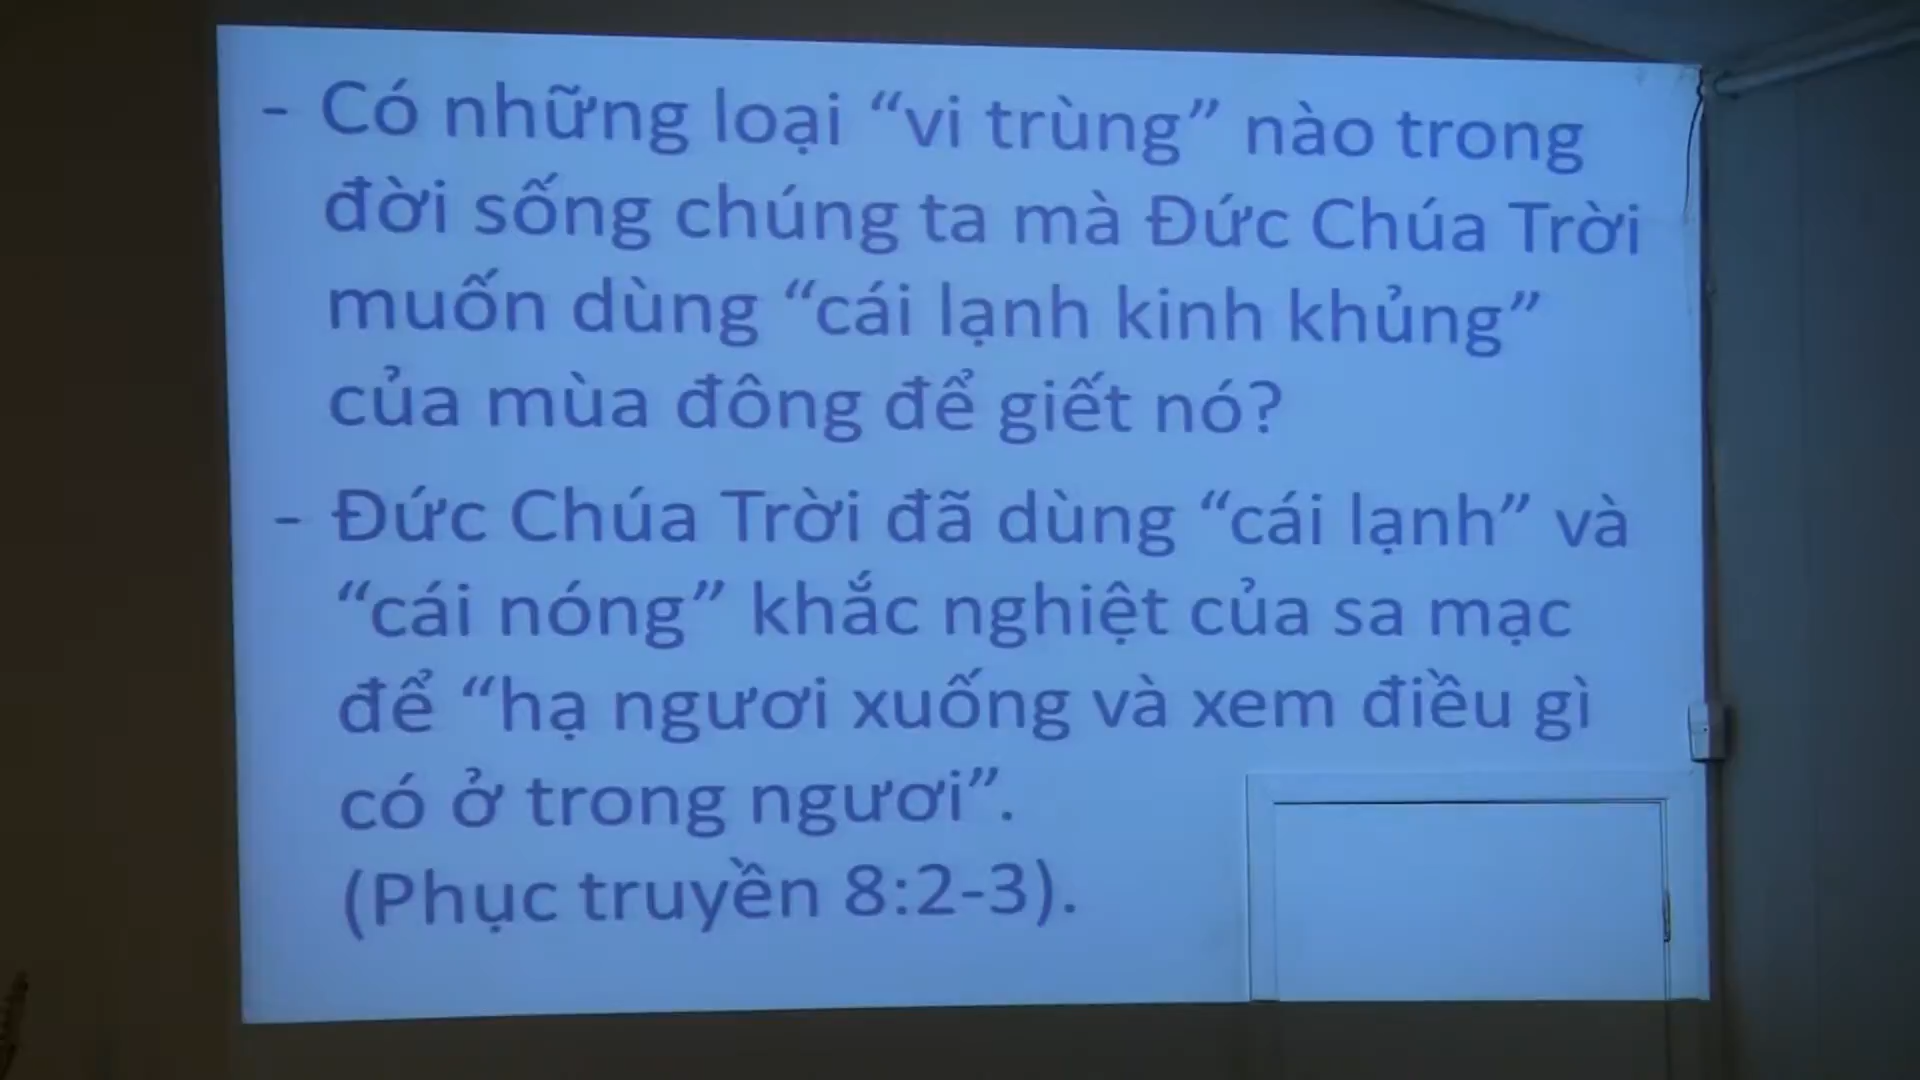 - Có những loại “vi trùng” nào trong
đời sống chúng ta mà Đức Chúa Trời
muốn dùng “cái lạnh kinh khủng”
của mùa đông để giết nó?
- Đức Chúa Trời đã dùng “cái lạnh” và
“cái nóng” khắc nghiệt của sa mạc
để “hạ ngươi xuống và xem điều gì
có ở trong ngươi”.
(Phục truyền 8:2-3).